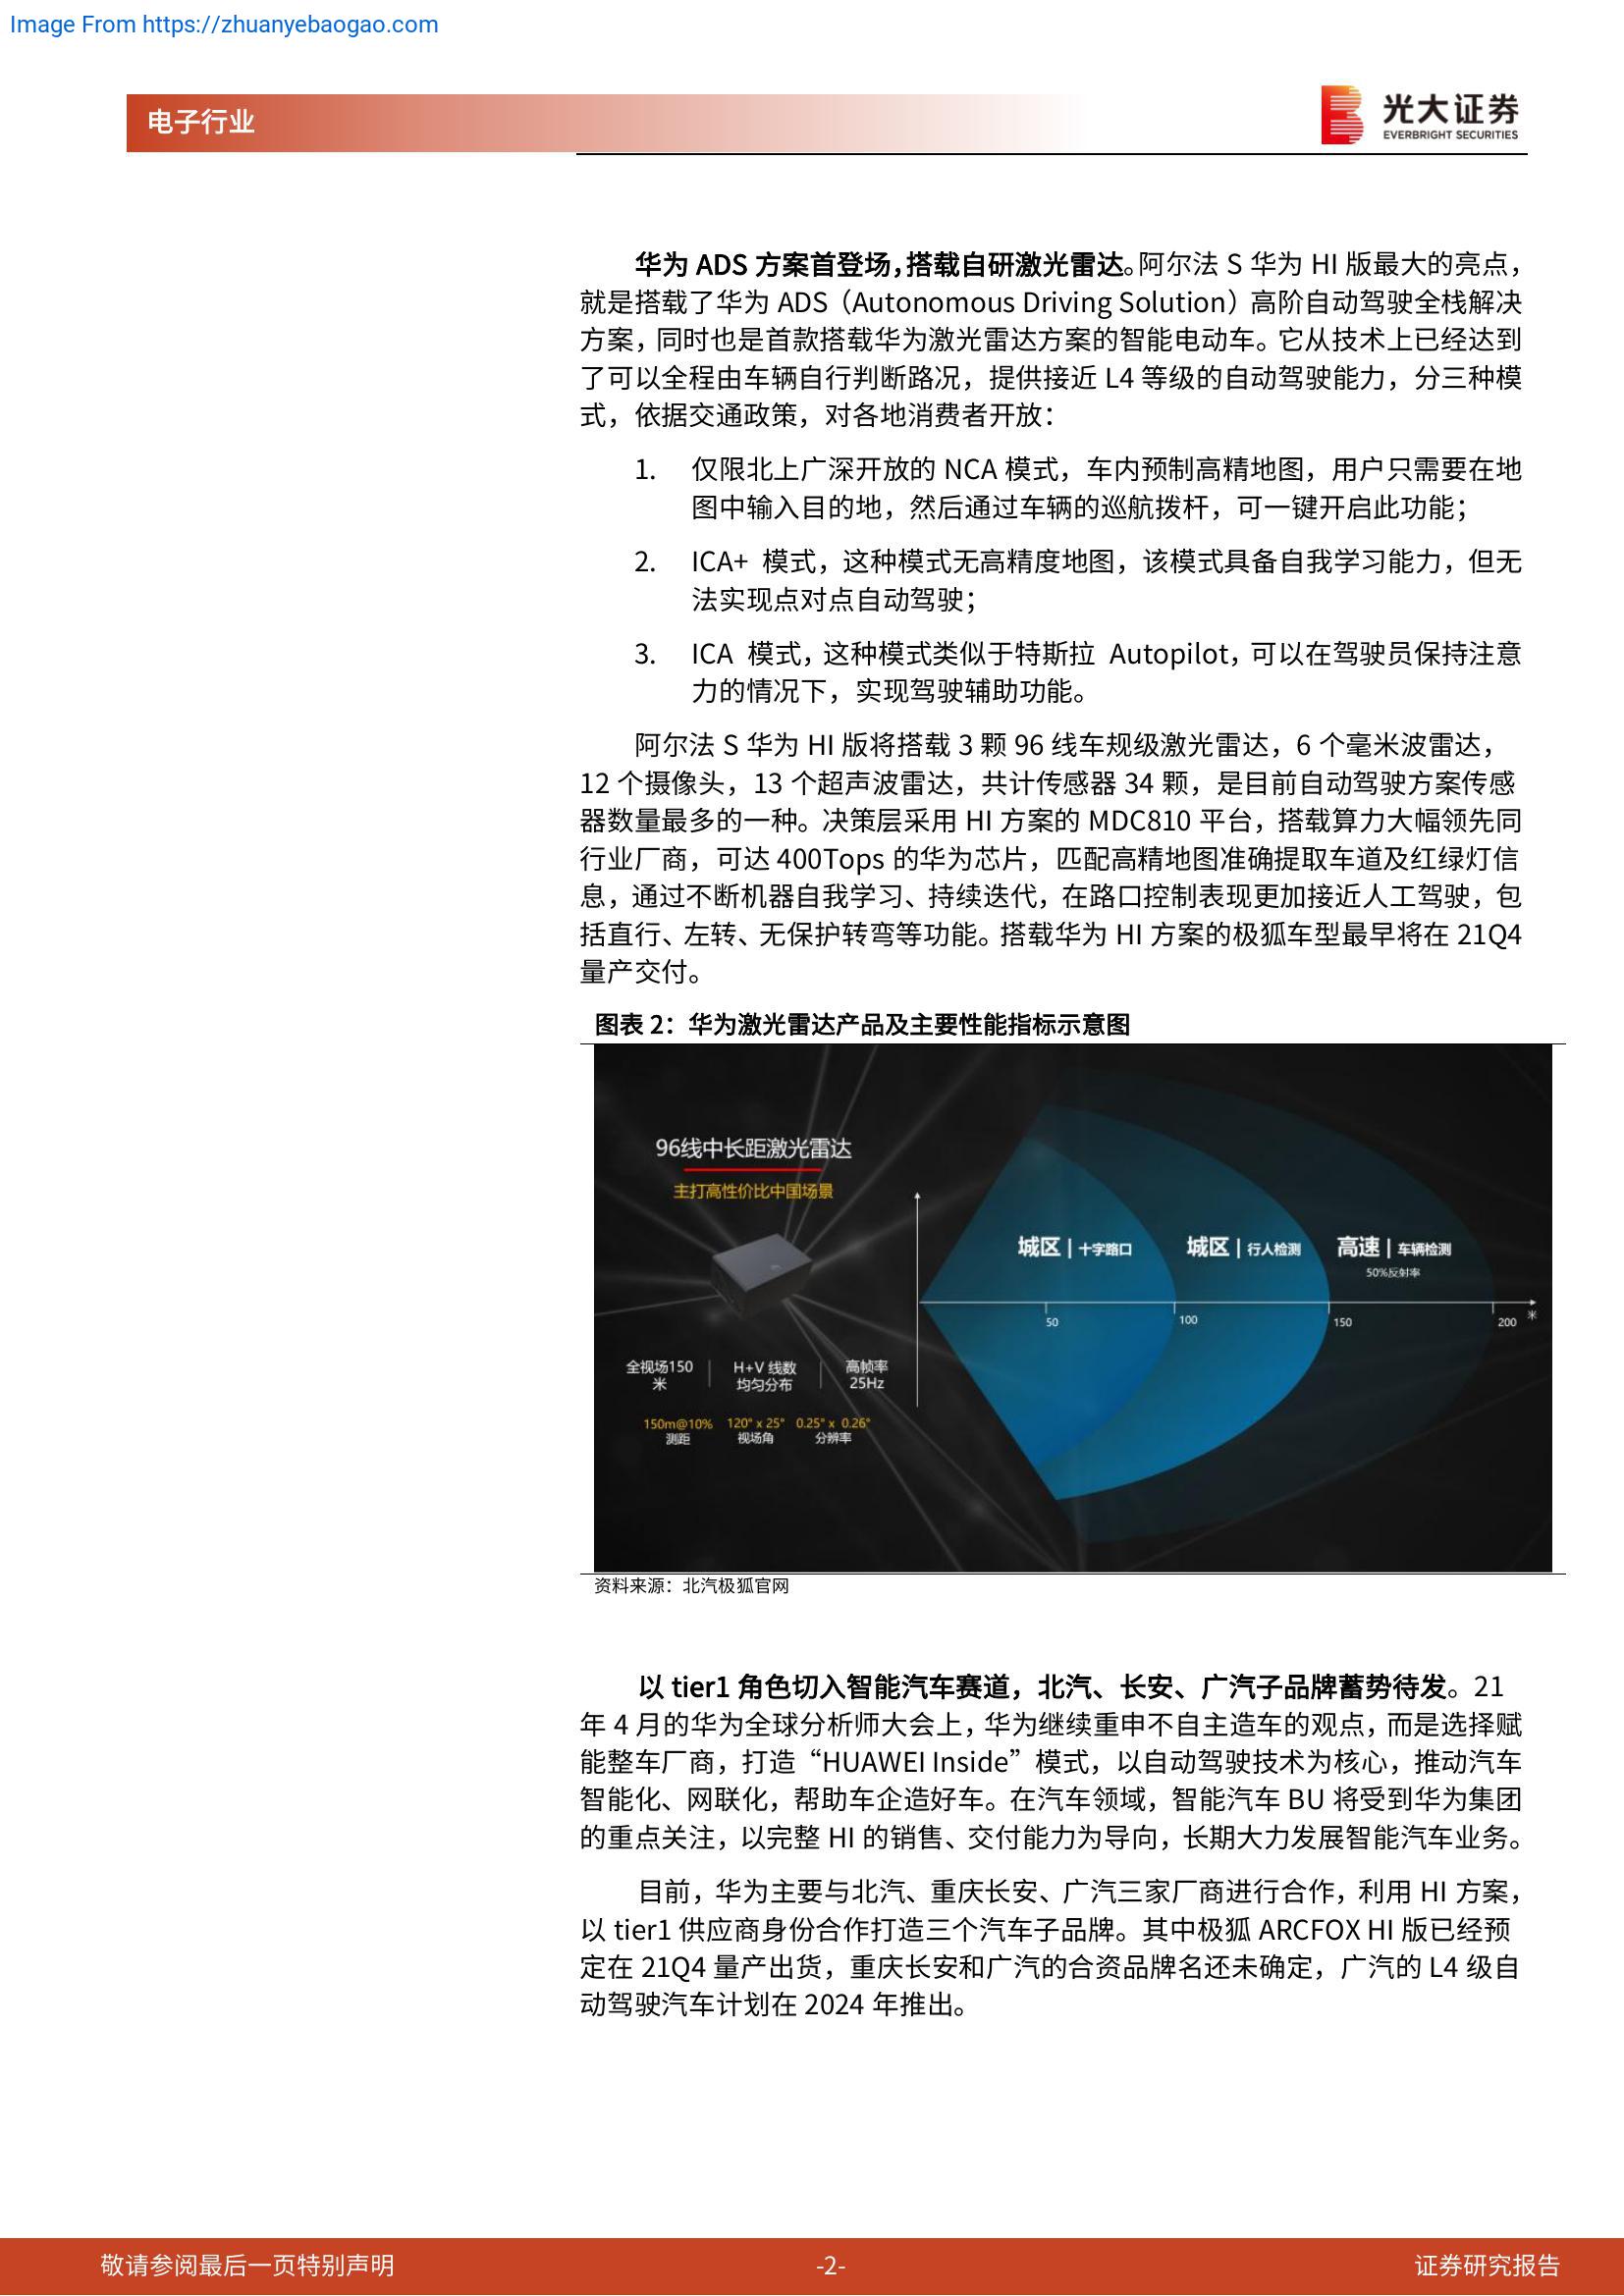 Image From https://zhuanyebaogao.com
电子行业
光大证券
EVERBRIGHT SECURITIES
华为 ADS 方案首登场，搭载自研激光雷达。阿尔法 S 华为 HI 版最大的亮点，
就是搭载了华为 ADS（Autonomous Driving Solution）高阶自动驾驶全栈解决
方案，同时也是首款搭载华为激光雷达方案的智能电动车。它从技术上已经达到
了可以全程由车辆自行判断路况，提供接近 L4 等级的自动驾驶能力，分三种模
式，依据交通政策，对各地消费者开放：
1. 仅限北上广深开放的 NCA 模式，车内预制高精地图，用户只需要在地
图中输入目的地，然后通过车辆的巡航拨杆，可一键开启此功能；
2. ICA+ 模式，这种模式无高精度地图，该模式具备自我学习能力，但无
法实现点对点自动驾驶；
3. ICA 模式，这种模式类似于特斯拉 Autopilot，可以在驾驶员保持注意
力的情况下，实现驾驶辅助功能。
阿尔法 S 华为 HI 版将搭载 3 颗 96 线车规级激光雷达，6 个毫米波雷达，
12 个摄像头，13 个超声波雷达，共计传感器 34 颗，是目前自动驾驶方案传感
器数量最多的一种。决策层采用 HI 方案的 MDC810 平台，搭载算力大幅领先同
行业厂商，可达 400Tops 的华为芯片，匹配高精地图准确提取车道及红绿灯信
息，通过不断机器自我学习、持续迭代，在路口控制表现更加接近人工驾驶，包
括直行、左转、无保护转弯等功能。搭载华为 HI 方案的极狐车型最早将在 21Q4
量产交付。
图表 2：华为激光雷达产品及主要性能指标示意图
96线中长距激光雷达
主打高性价比中国场景
城区 | 十字路口 城区 | 行人检测 高速 | 车辆检测
50%反射率
50 100 150 200 米
全视场150 米 | H+V 线数 均匀分布 | 高帧率 25Hz
150m@10% 120° x 25° 0.25° x 0.26°
测距 视场角 分辨率
资料来源：北汽极狐官网
以 tier1 角色切入智能汽车赛道，北汽、长安、广汽子品牌蓄势待发。21
年 4 月的华为全球分析师大会上，华为继续重申不自主造车的观点，而是选择赋
能整车厂商，打造“HUAWEI Inside”模式，以自动驾驶技术为核心，推动汽车
智能化、网联化，帮助车企造好车。在汽车领域，智能汽车 BU 将受到华为集团
的重点关注，以完整 HI 的销售、交付能力为导向，长期大力发展智能汽车业务。
目前，华为主要与北汽、重庆长安、广汽三家厂商进行合作，利用 HI 方案，
以 tier1 供应商身份合作打造三个汽车子品牌。其中极狐 ARCFOX HI 版已经预
定在 21Q4 量产出货，重庆长安和广汽的合资品牌名还未确定，广汽的 L4 级自
动驾驶汽车计划在 2024 年推出。
敬请参阅最后一页特别声明
-2-
证券研究报告